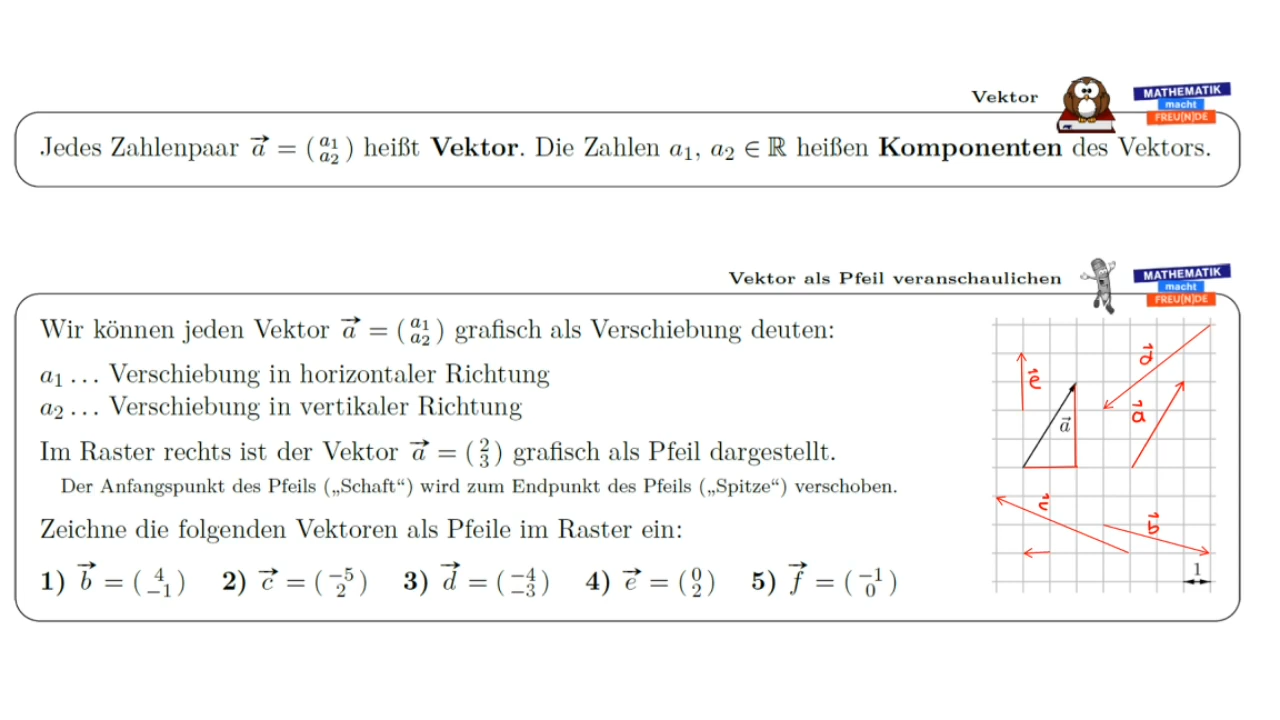 Vektor
MATHEMATIK
macht
FREU(N)DE
Jedes Zahlenpaar a⃗ = (a₁ a₂) heißt Vektor. Die Zahlen a₁, a₂ ∈ ℝ heißen Komponenten des Vektors.
Vektor als Pfeil veranschaulichen
MATHEMATIK
macht
FREU(N)DE
Wir können jeden Vektor a⃗ = (a₁ a₂) grafisch als Verschiebung deuten:
a₁ … Verschiebung in horizontaler Richtung
a₂ … Verschiebung in vertikaler Richtung
Im Raster rechts ist der Vektor a⃗ = (2 3) grafisch als Pfeil dargestellt.
Der Anfangspunkt des Pfeils („Schaft“) wird zum Endpunkt des Pfeils („Spitze“) verschoben.
Zeichne die folgenden Vektoren als Pfeile im Raster ein:
1) b⃗ = (4 −1) 2) c⃗ = (−5 2) 3) d⃗ = (−4 −3) 4) e⃗ = (0 2) 5) f⃗ = (−1 0)
d⃗
e⃗
a⃗
a⃗
c⃗
b⃗
1